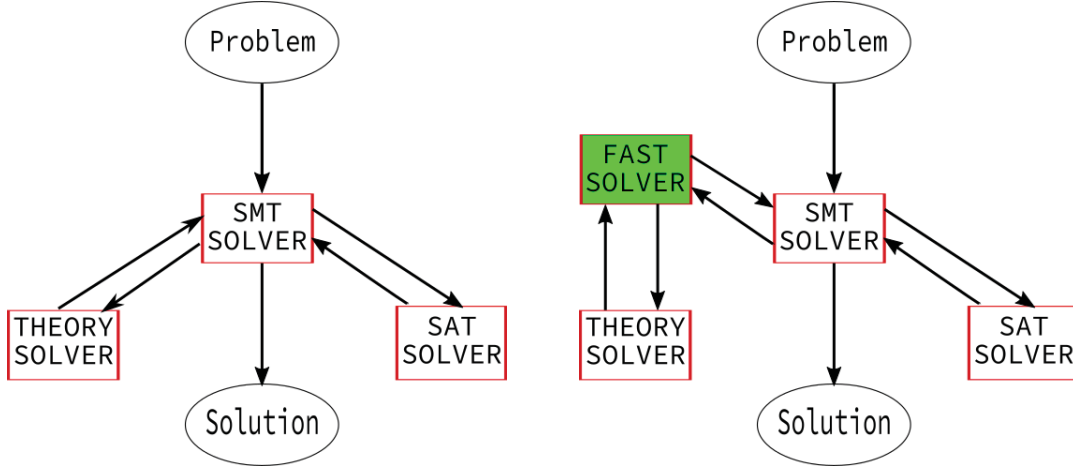 Problem
SMT
SOLVER
THEORY
SOLVER
SAT
SOLVER
Solution
Problem
FAST
SOLVER
SMT
SOLVER
THEORY
SOLVER
SAT
SOLVER
Solution